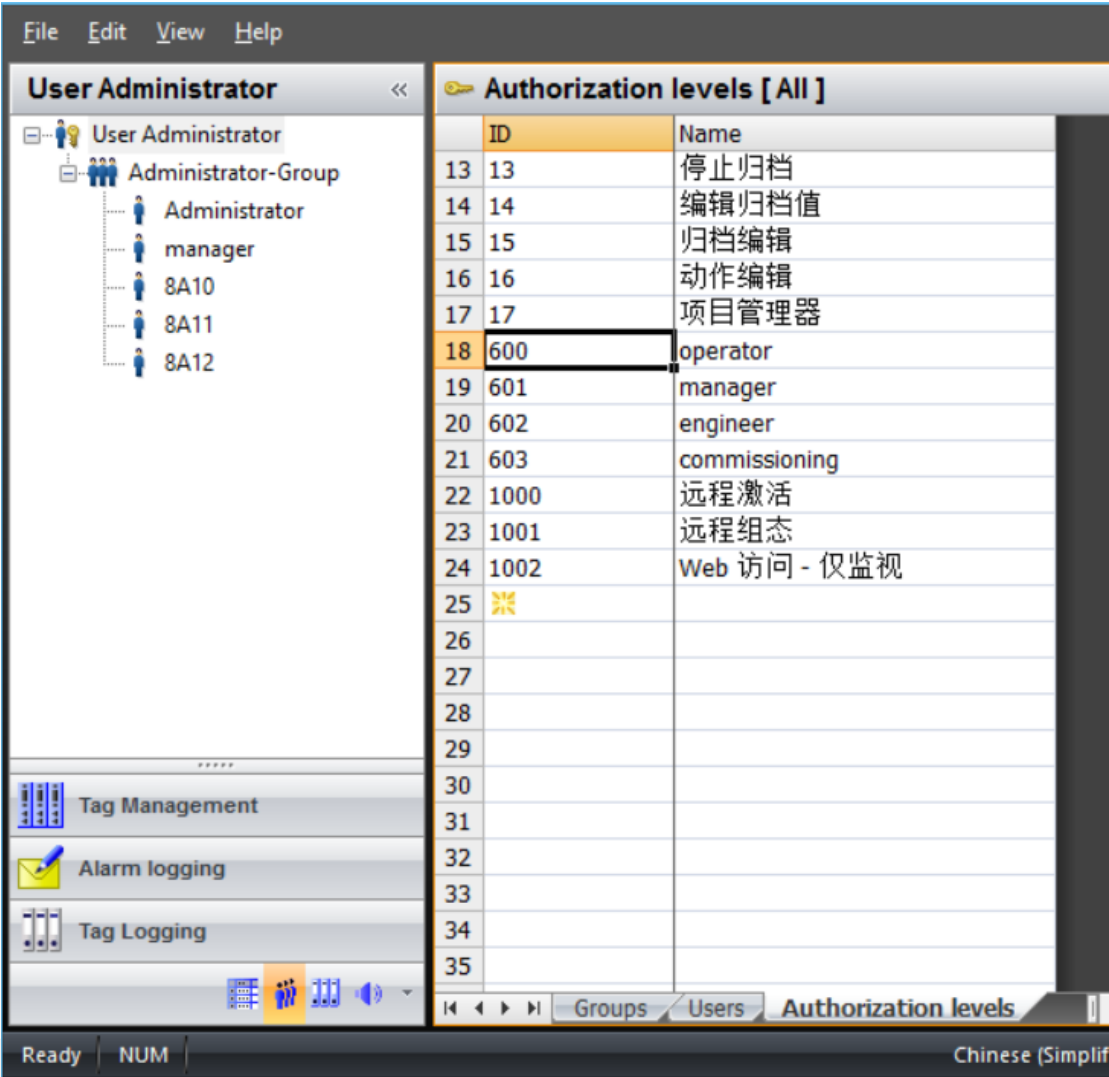 File Edit View Help
User Administrator «
User Administrator
Administrator-Group
Administrator
manager
8A10
8A11
8A12
Tag Management
Alarm logging
Tag Logging
Authorization levels [ All ]
ID Name
13 13 停止归档
14 14 编辑归档值
15 15 归档编辑
16 16 动作编辑
17 17 项目管理器
18 600 operator
19 601 manager
20 602 engineer
21 603 commissioning
22 1000 远程激活
23 1001 远程组态
24 1002 Web 访问 - 仅监视
25
26
27
28
29
30
31
32
33
34
35
Groups Users Authorization levels
Ready NUM Chinese (Simplif